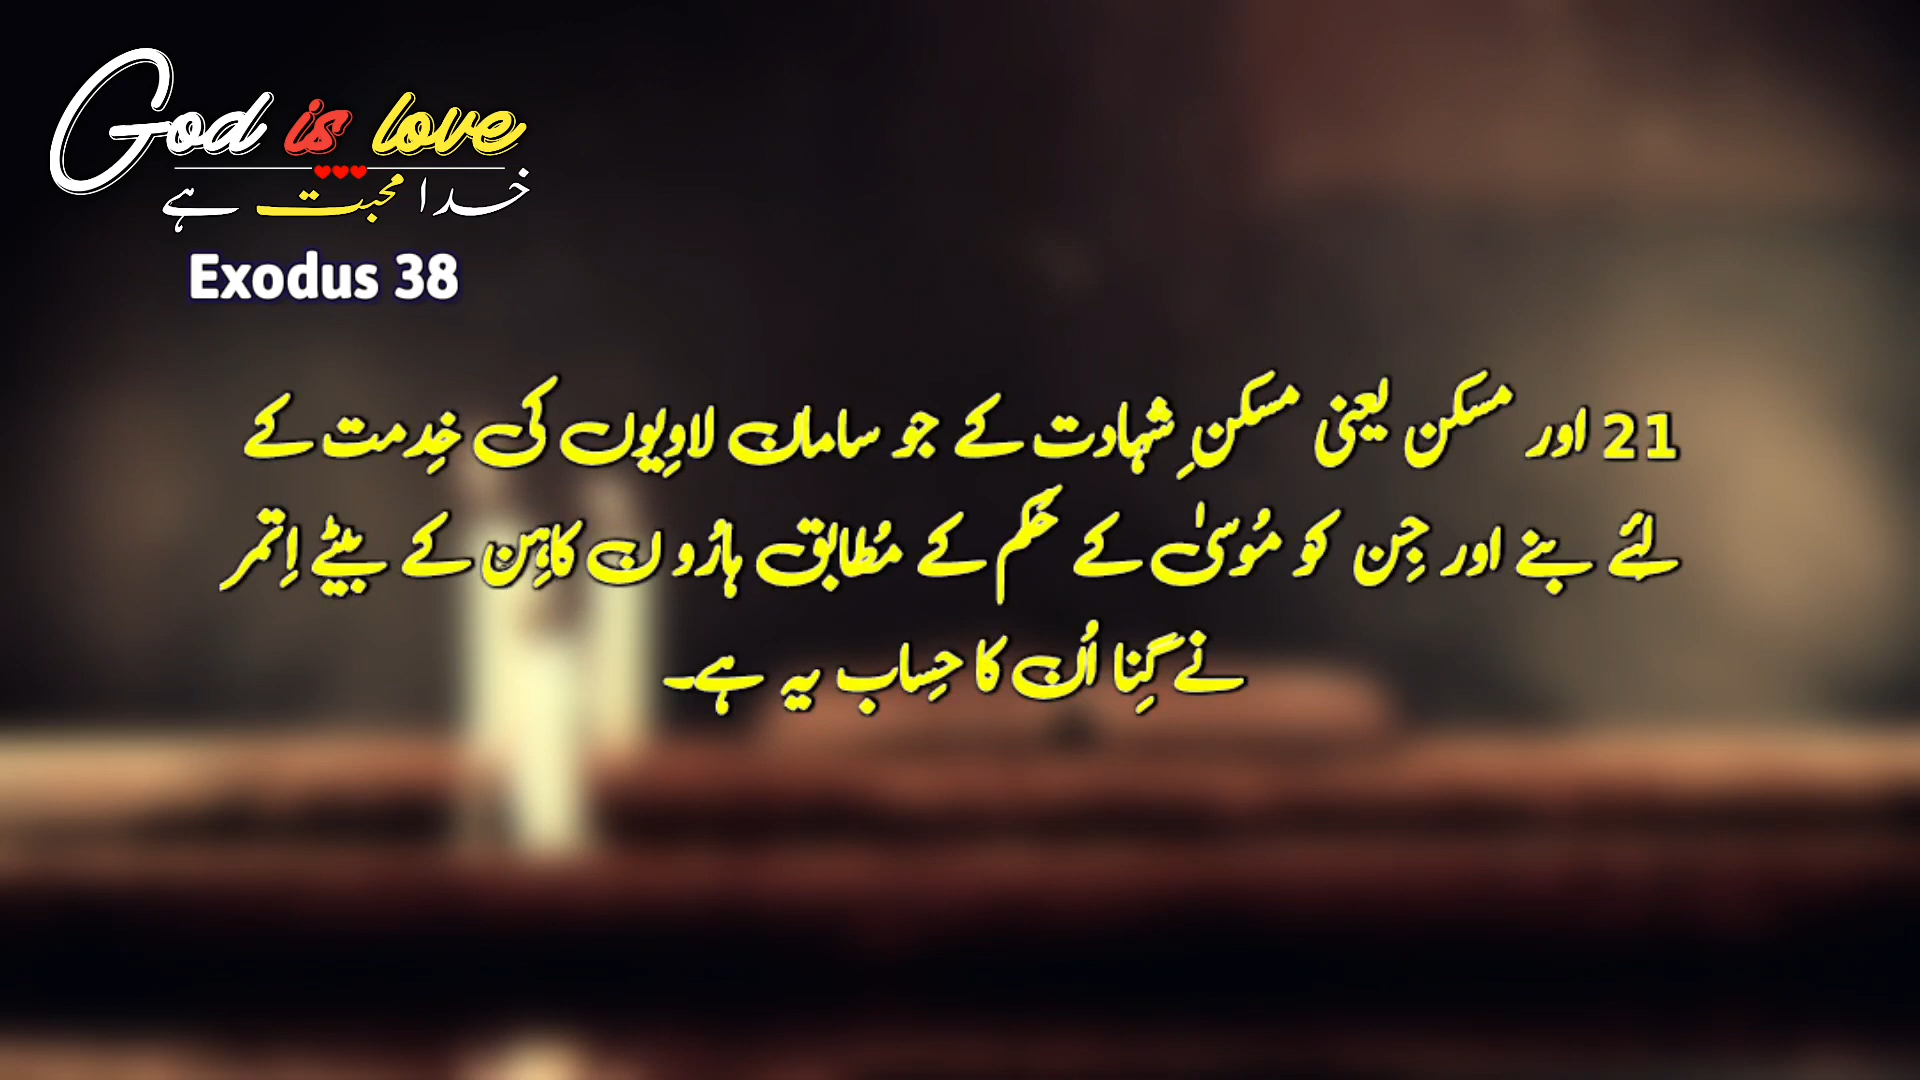 God is love
خدا محبت ہے
Exodus 38
21 اور مسکن یعنی مسکنِ شہادت کے جو سامان لاوِیوں کی خِدمت کے
لئے بنے اور جِن کو مُوسیٰ کے حُکم کے مُطابق ہارُون کاہِن کے بیٹے اِتمر
نے گِنا اُن کا حِساب یہ ہے۔